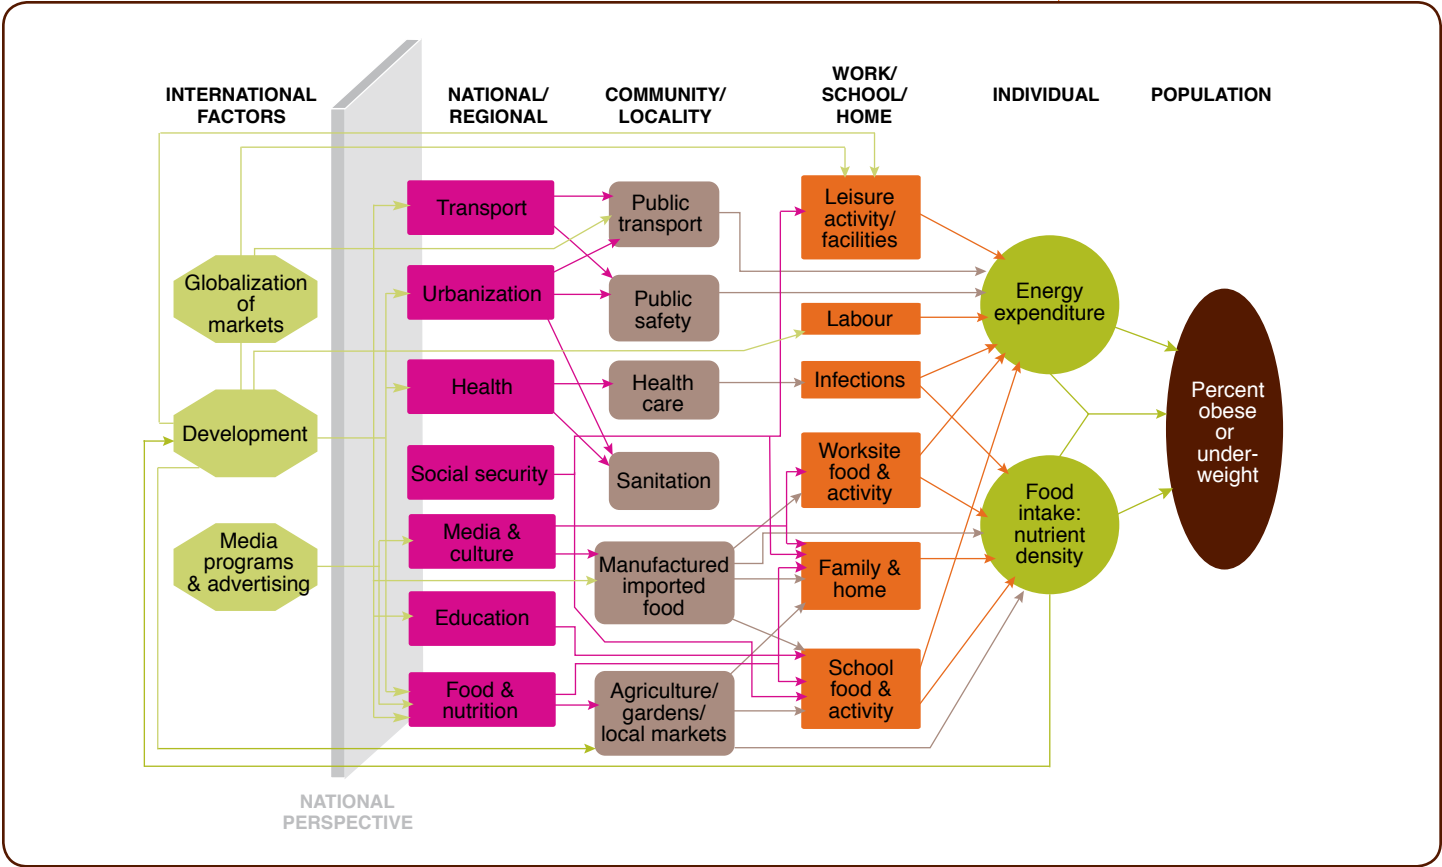 INTERNATIONAL
FACTORS
NATIONAL/
REGIONAL
COMMUNITY/
LOCALITY
WORK/
SCHOOL/
HOME
INDIVIDUAL
POPULATION
Globalization
of
markets
Development
Media
programs
& advertising
Transport
Urbanization
Health
Social security
Media &
culture
Education
Food &
nutrition
Public
transport
Public
safety
Health
care
Sanitation
Manufactured
imported
food
Agriculture/
gardens/
local markets
Leisure
activity/
facilities
Labour
Infections
Worksite
food &
activity
Family &
home
School
food &
activity
Energy
expenditure
Food
intake:
nutrient
density
Percent
obese
or
under-
weight
NATIONAL
PERSPECTIVE